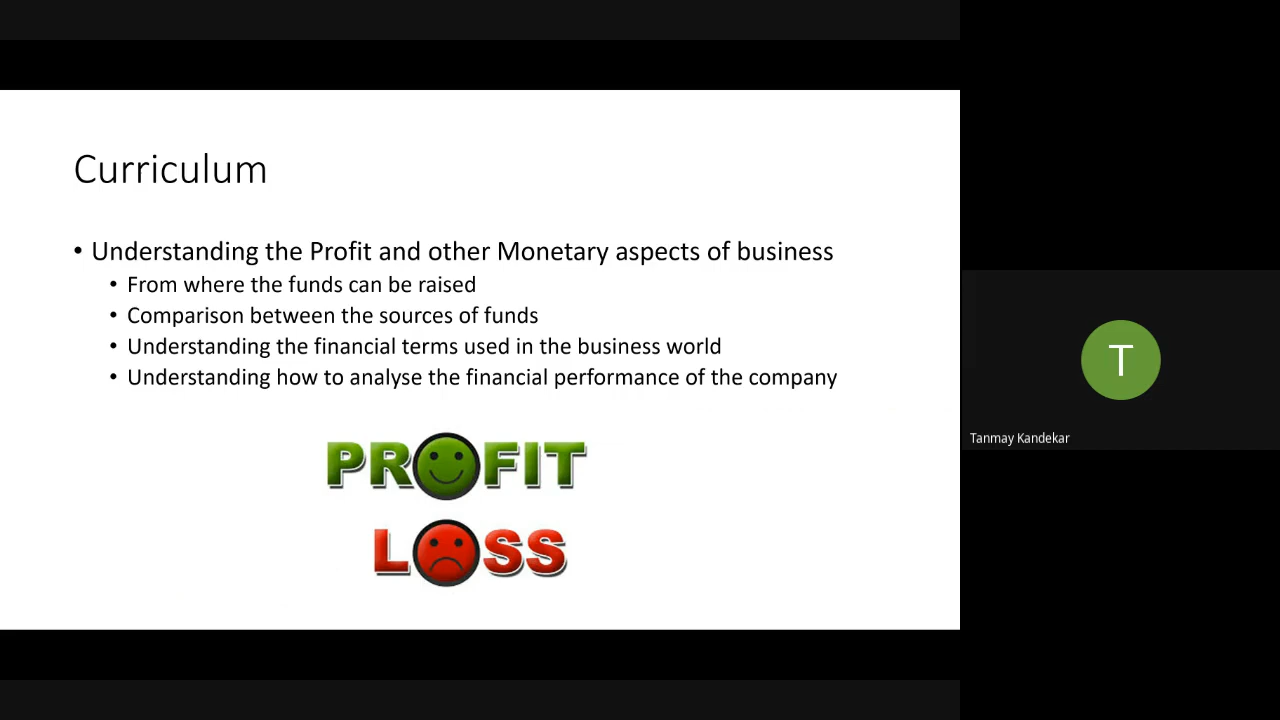 Curriculum
• Understanding the Profit and other Monetary aspects of business
• From where the funds can be raised
• Comparison between the sources of funds
• Understanding the financial terms used in the business world
• Understanding how to analyse the financial performance of the company
PROFIT
LOSS
T
Tanmay Kandekar